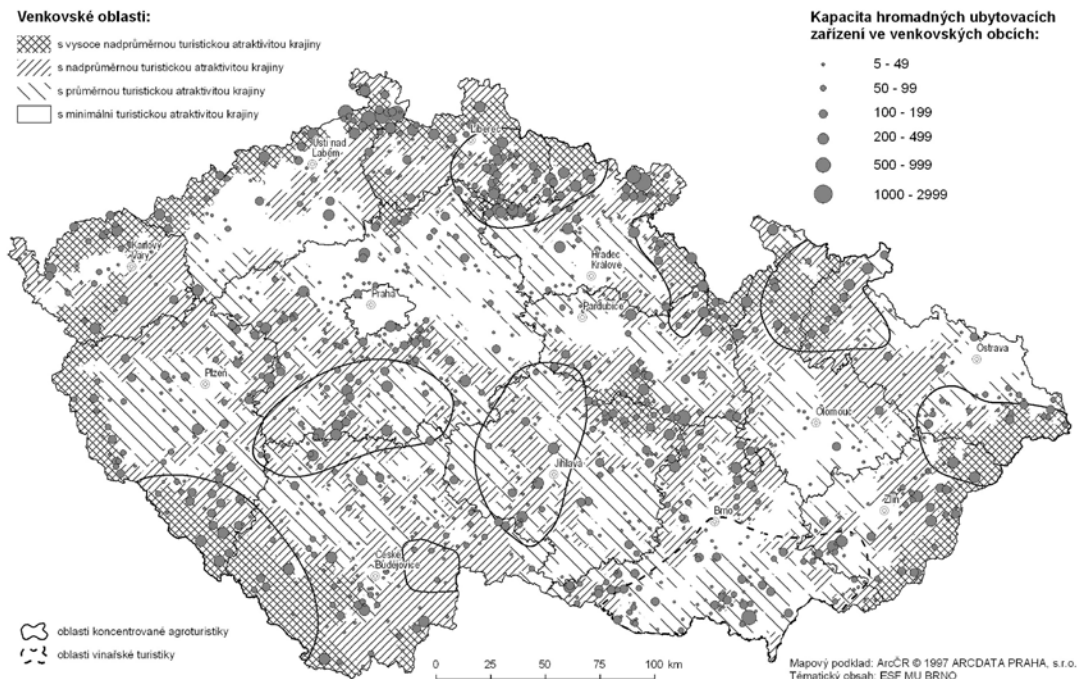 Venkovské oblasti:
s vysoce nadprůměrnou turistickou atraktivitou krajiny
s nadprůměrnou turistickou atraktivitou krajiny
s průměrnou turistickou atraktivitou krajiny
s minimální turistickou atraktivitou krajiny
Kapacita hromadných ubytovacích
zařízení ve venkovských obcích:
5 - 49
50 - 99
100 - 199
200 - 499
500 - 999
1000 - 2999
Liberec
Ústí nad
Labem
Karlovy
Vary
Hradec
Králové
Praha
Pardubice
Ostrava
Plzeň
Olomouc
Jihlava
Zlín
Brno
České
Budějovice
oblasti koncentrované agroturistiky
oblasti vinařské turistiky
0 25 50 75 100 km
Mapový podklad: ArcČR © 1997 ARCDATA PRAHA, s.r.o.
Tématický obsah: ESF MU BRNO